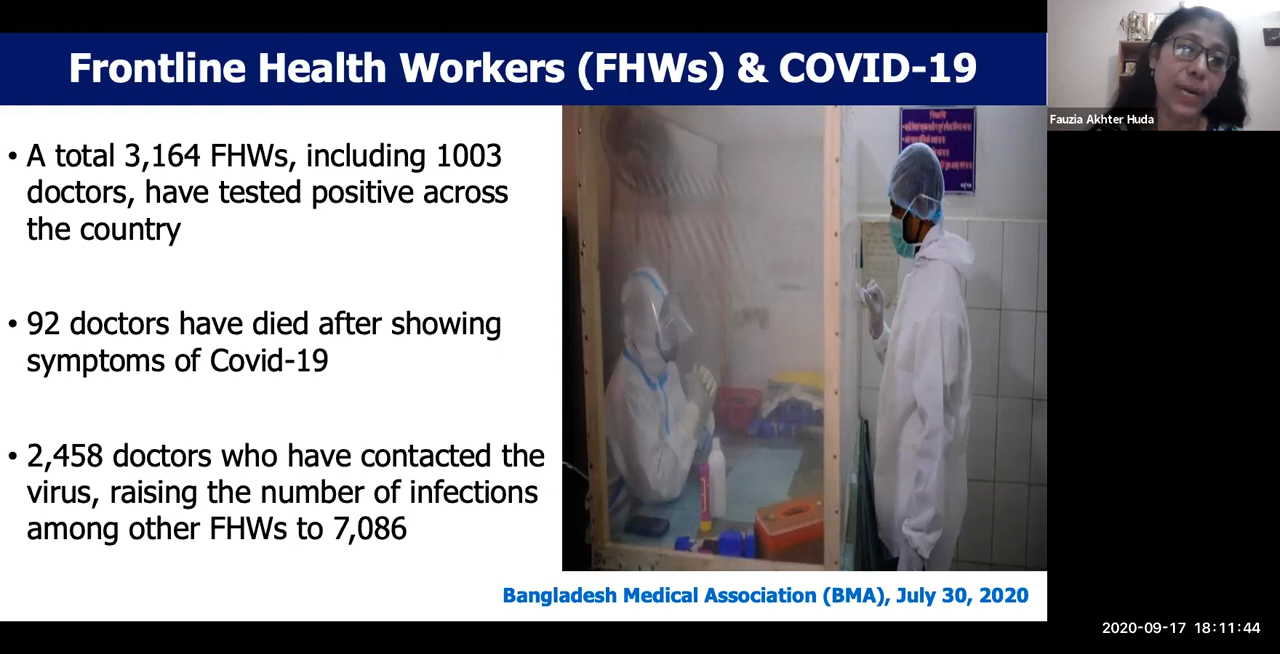 Frontline Health Workers (FHWs) & COVID-19
Fauzia Akhter Huda
• A total 3,164 FHWs, including 1003
doctors, have tested positive across
the country
• 92 doctors have died after showing
symptoms of Covid-19
• 2,458 doctors who have contacted the
virus, raising the number of infections
among other FHWs to 7,086
Bangladesh Medical Association (BMA), July 30, 2020
2020-09-17 18:11:44